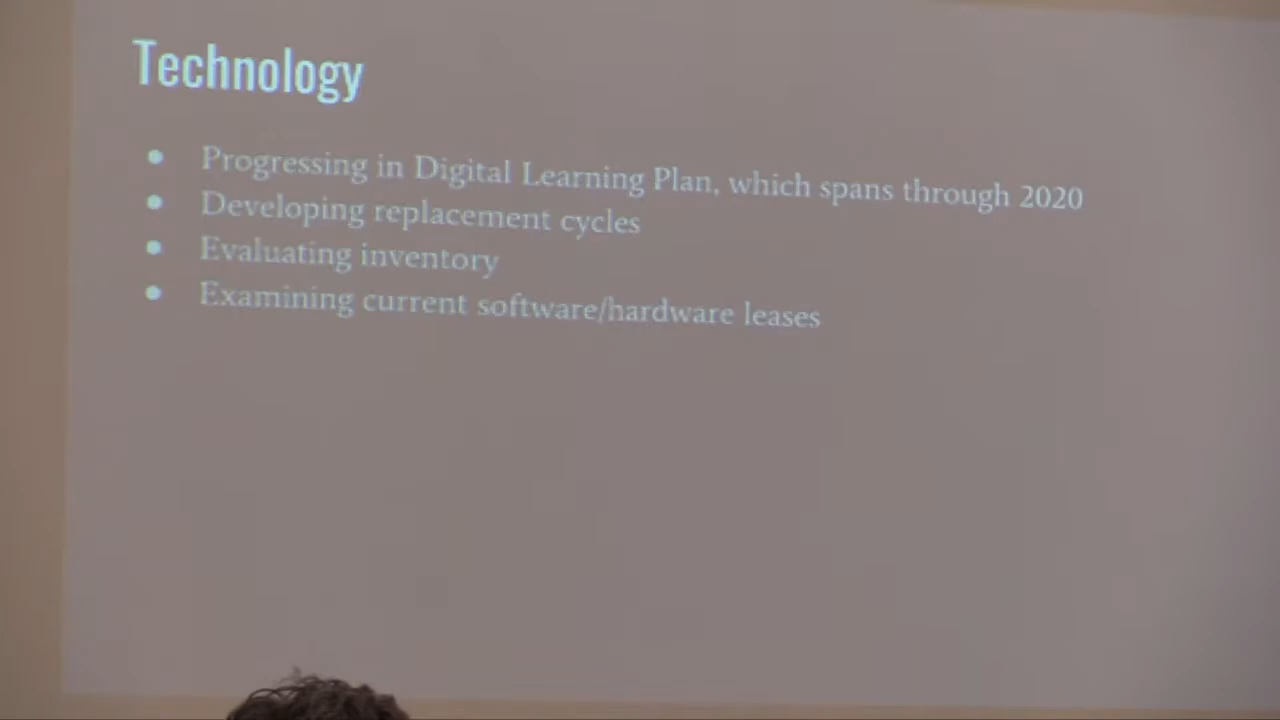 Technology
● Progressing in Digital Learning Plan, which spans through 2020
● Developing replacement cycles
● Evaluating inventory
● Examining current software/hardware leases